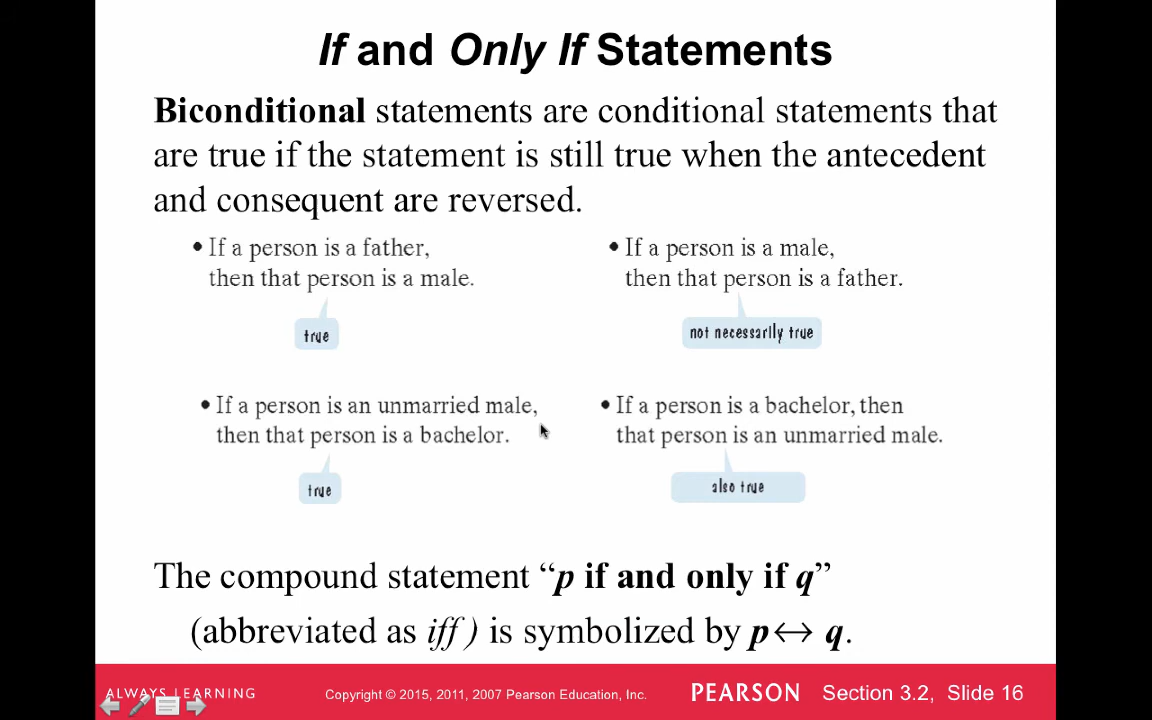 If and Only If Statements
Biconditional statements are conditional statements that
are true if the statement is still true when the antecedent
and consequent are reversed.
• If a person is a father,
then that person is a male.
true
• If a person is a male,
then that person is a father.
not necessarily true
• If a person is an unmarried male,
then that person is a bachelor.
true
• If a person is a bachelor, then
that person is an unmarried male.
also true
The compound statement “p if and only if q”
(abbreviated as iff ) is symbolized by p↔ q.
ALWAYS LEARNING
Copyright © 2015, 2011, 2007 Pearson Education, Inc.
PEARSON
Section 3.2, Slide 16